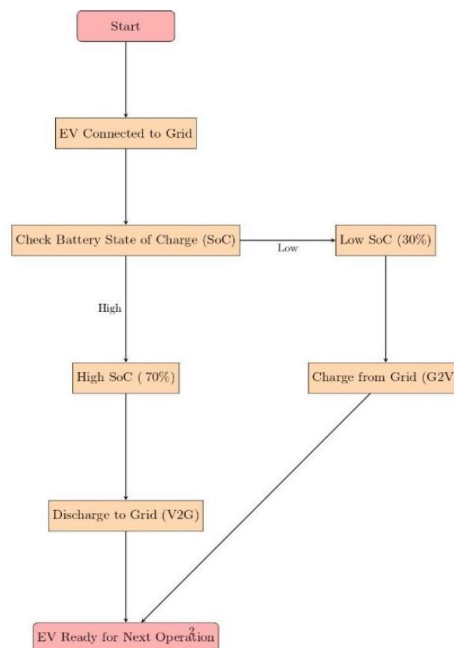 Start
EV Connected to Grid
Check Battery State of Charge (SoC)
Low
Low SoC (30%)
High
High SoC ( 70%)
Charge from Grid (G2V
Discharge to Grid (V2G)
2
EV Ready for Next Operation